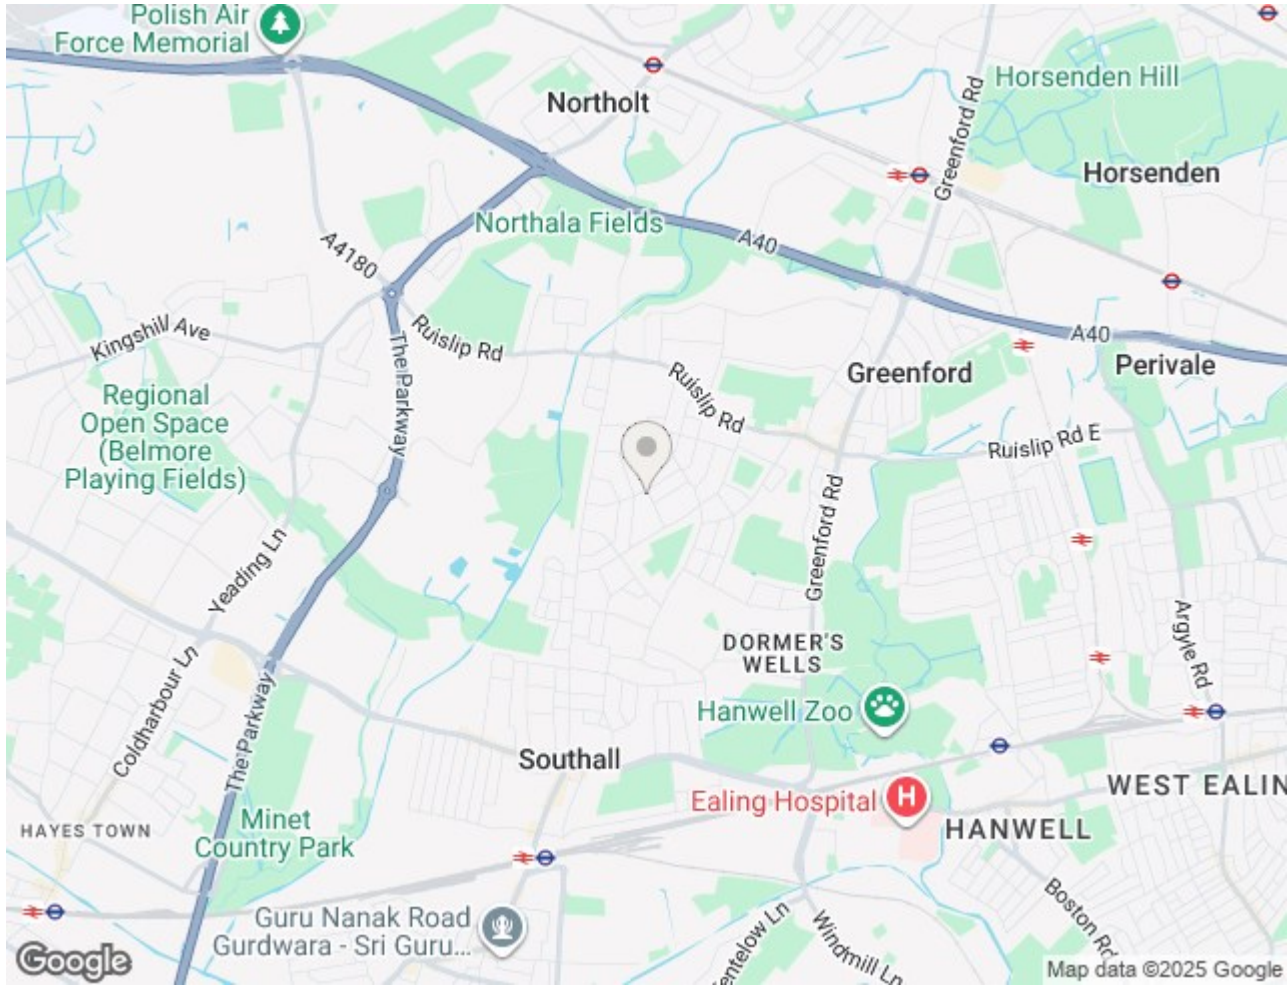 Polish Air
Force Memorial
Northolt
Horsenden Hill
Greenford Rd
Horsenden
Northala Fields
A4180
A40
Kingshill Ave
Ruislip Rd
The Parkway
A40
Perivale
Greenford
Ruislip Rd
Regional
Open Space
(Belmore
Playing Fields)
Ruislip Rd E
Greenford Rd
Yeading Ln
Argyle Rd
DORMER'S
WELLS
Coldharbour Ln
Hanwell Zoo
The Parkway
Southall
WEST EALIN
Ealing Hospital
H
HANWELL
HAYES TOWN
Minet
Country Park
Boston Rd
Guru Nanak Road
Gurdwara - Sri Guru...
entelow Ln
Windmill Ln
Google
Map data ©2025 Google